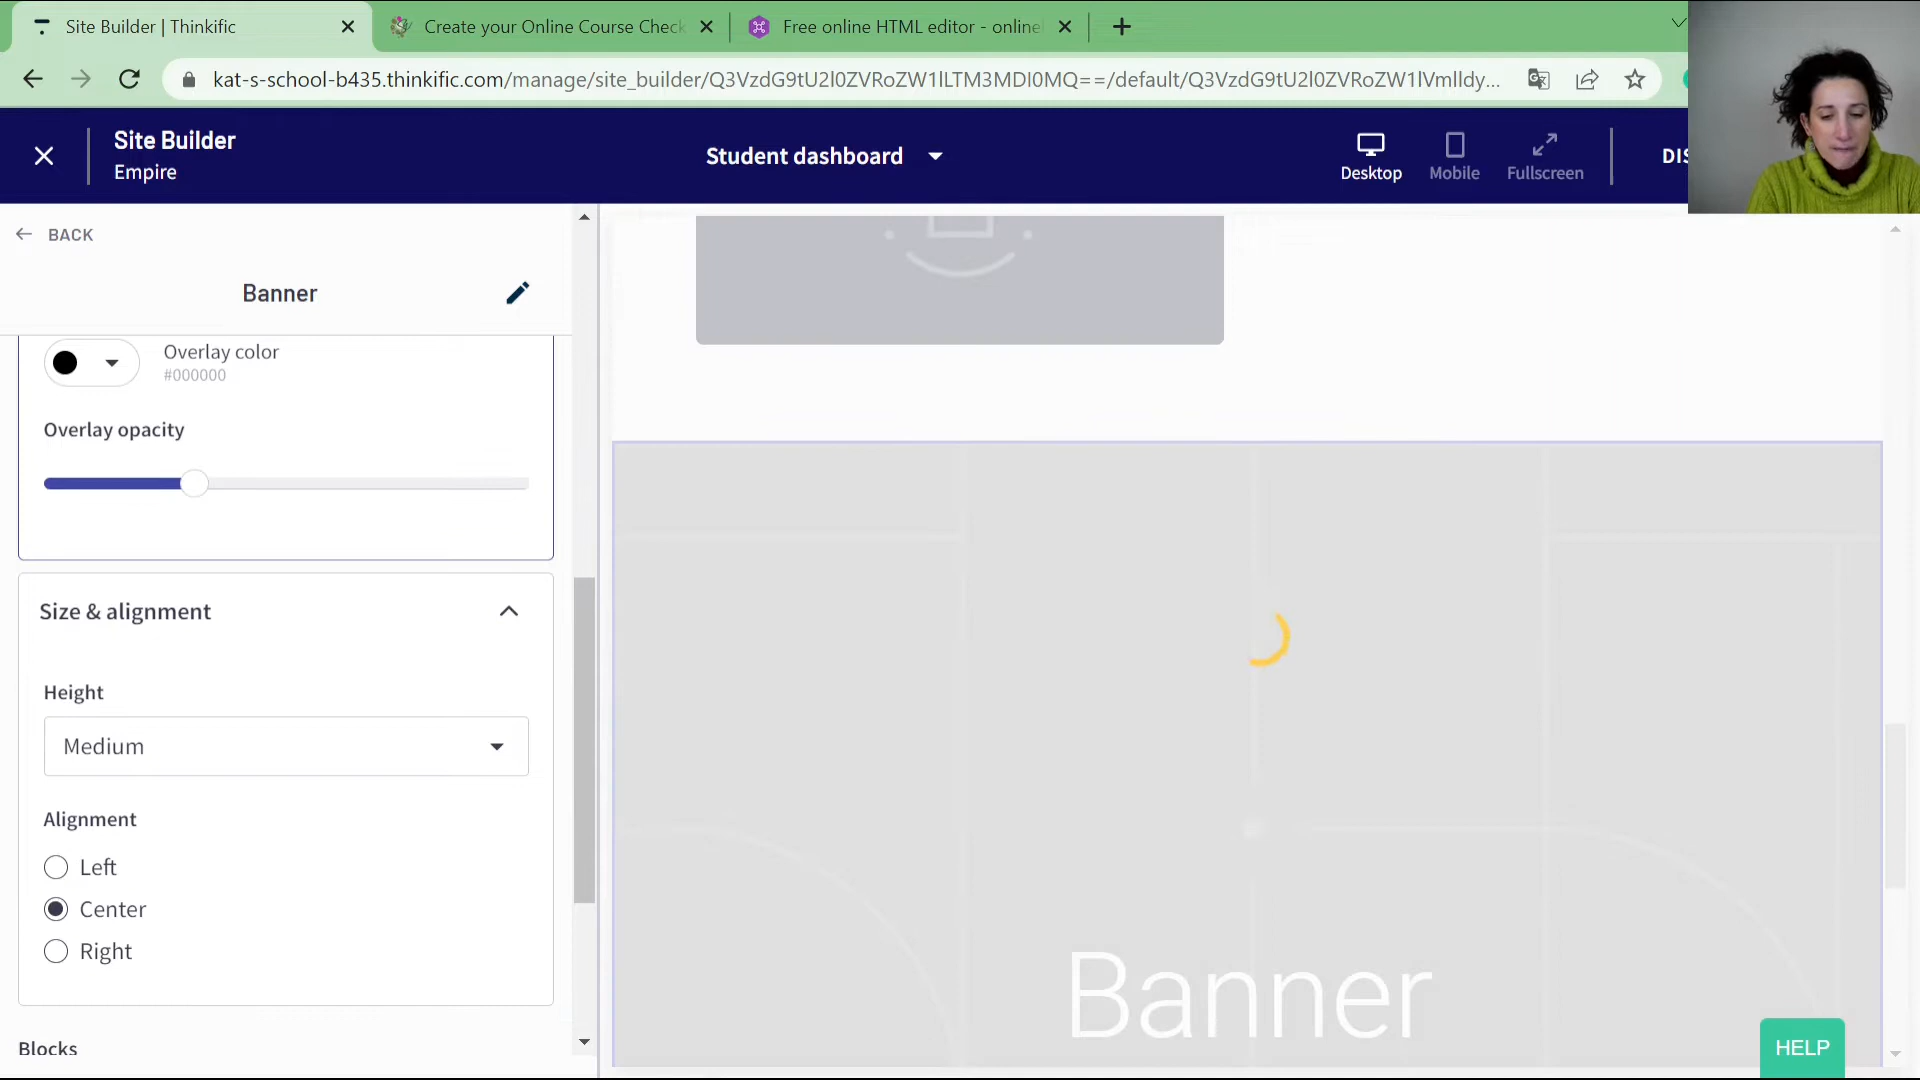 Site Builder | Thinkific
Create your Online Course Check
Free online HTML editor - online
kat-s-school-b435.thinkific.com/manage/site_builder/Q3VzdG9tU2l0ZVRoZW1lLTM3MDI0MQ==/default/Q3VzdG9tU2l0ZVRoZW1lVmlldy...
Site Builder
Empire
Student dashboard
Desktop
Mobile
Fullscreen
DIS
BACK
Banner
Overlay color
#000000
Overlay opacity
Size & alignment
Height
Medium
Alignment
Left
Center
Right
Blocks
Banner
HELP